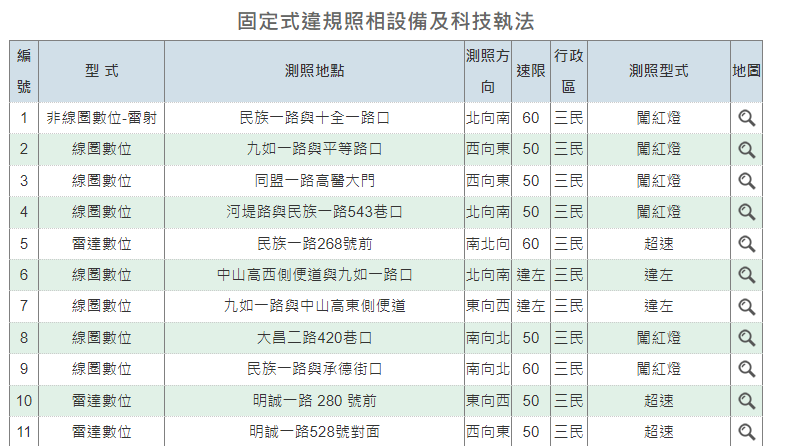 固定式違規照相設備及科技執法
編號 型 式 測照地點 測照方向 速限 行政區 測照型式 地圖
1 非線圈數位-雷射 民族一路與十全一路口 北向南 60 三民 闖紅燈
2 線圈數位 九如一路與平等路口 西向東 50 三民 闖紅燈
3 線圈數位 同盟一路高醫大門 西向東 50 三民 闖紅燈
4 線圈數位 河堤路與民族一路543巷口 北向南 50 三民 闖紅燈
5 雷達數位 民族一路268號前 南北向 60 三民 超速
6 線圈數位 中山高西側便道與九如一路口 北向南 違左 三民 違左
7 線圈數位 九如一路與中山高東側便道 東向西 違左 三民 違左
8 線圈數位 大昌二路420巷口 南向北 50 三民 闖紅燈
9 線圈數位 民族一路與承德街口 南向北 60 三民 闖紅燈
10 雷達數位 明誠一路 280 號前 東向西 50 三民 超速
11 雷達數位 明誠一路528號對面 西向東 50 三民 超速